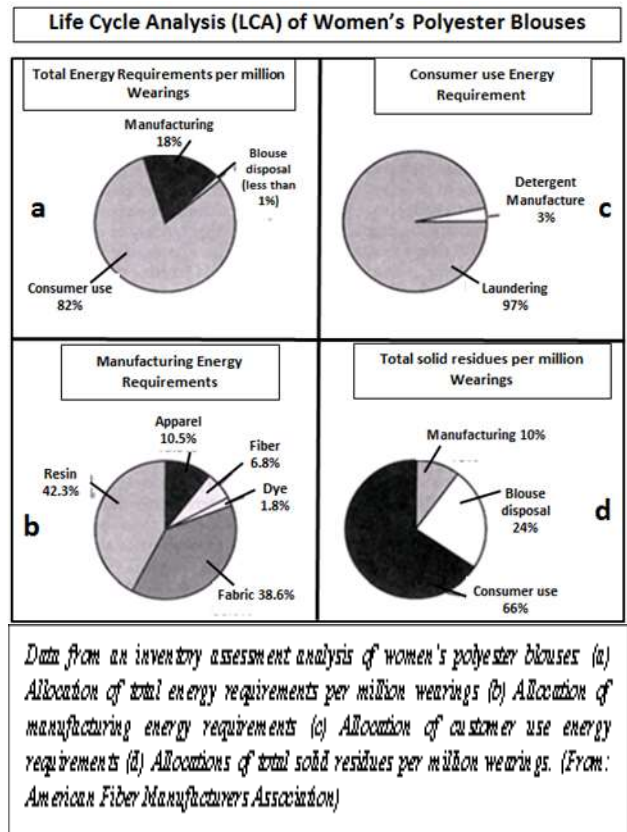 Life Cycle Analysis (LCA) of Women's Polyester Blouses
Total Energy Requirements per million
Wearings
Manufacturing
18%
Blouse
disposal
(less than
1%)
a
Consumer use
82%
Consumer use Energy
Requirement
Detergent
Manufacture
3%
c
Laundering
97%
Manufacturing Energy
Requirements
Apparel
10.5%
Fiber
6.8%
Dye
1.8%
Resin
42.3%
b
Fabric 38.6%
Total solid residues per million
Wearings
Manufacturing 10%
Blouse
disposal
24%
d
Consumer use
66%
Data from an inventory assessment analysis of women's polyester blouses: (a)
Allocation of total energy requirements per million wearings (b) Allocation of
manufacturing energy requirements (c) Allocation of customer use energy
requirements (d) Allocations of total solid residues per million wearings. (From:
American Fiber Manufacturers Association)